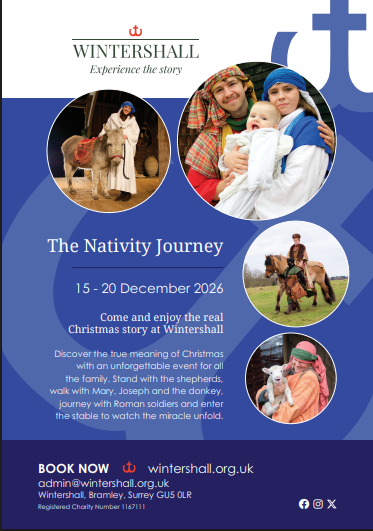 WINTERSHALL
Experience the story
The Nativity Journey
15 - 20 December 2026
Come and enjoy the real
Christmas story at Wintershall
Discover the true meaning of Christmas
with an unforgettable event for all
the family. Stand with the shepherds,
walk with Mary, Joseph and the donkey,
journey with Roman soldiers and enter
the stable to watch the miracle unfold.
BOOK NOW wintershall.org.uk
admin@wintershall.org.uk
Wintershall, Bramley, Surrey GU5 0LR
Registered Charity Number 1167111